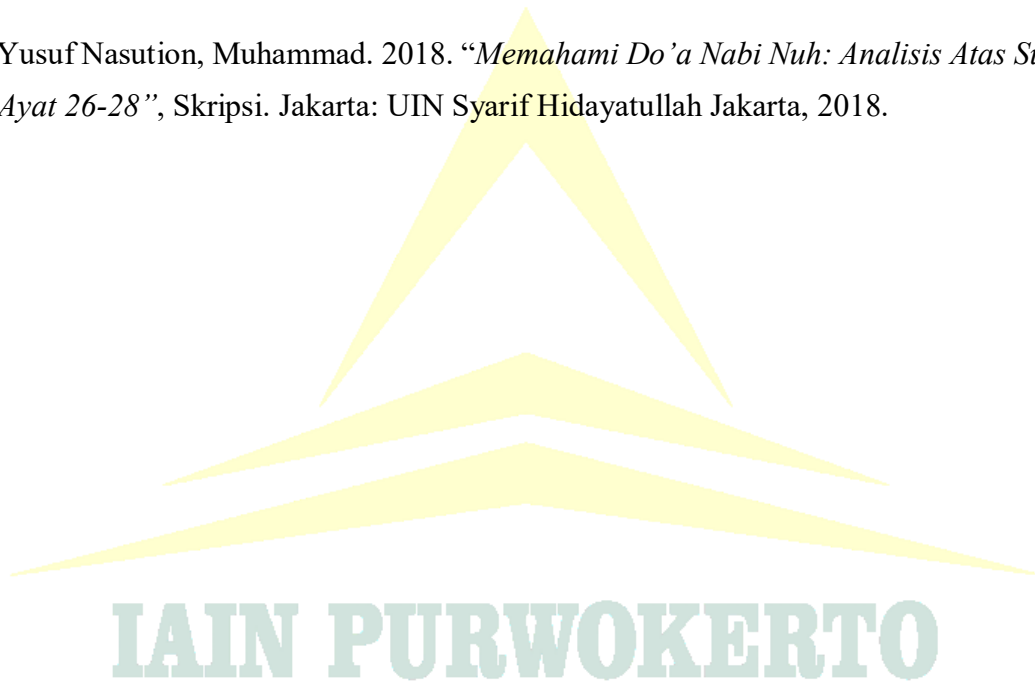 Yusuf Nasution, Muhammad. 2018. “Memahami Do’a Nabi Nuh: Analisis Atas
Ayat 26-28”, Skripsi. Jakarta: UIN Syarif Hidayatullah Jakarta, 2018.
IAIN PURWOKERTO